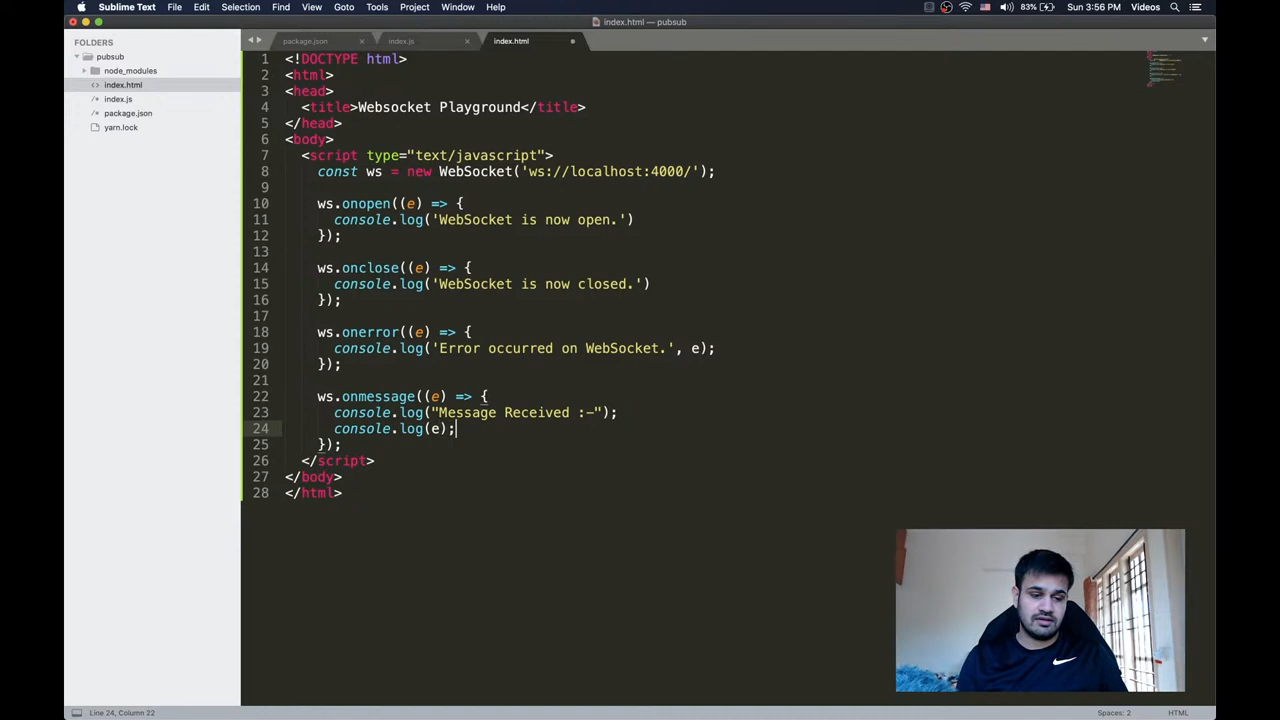 Sublime Text File Edit Selection Find View Goto Tools Project Window Help 83% Sun 3:56 PM Videos
index.html — pubsub
FOLDERS
pubsub
node_modules
index.html
index.js
package.json
yarn.lock
package.json index.js index.html
1 <!DOCTYPE html>
2 <html>
3 <head>
4 <title>Websocket Playground</title>
5 </head>
6 <body>
7 <script type="text/javascript">
8 const ws = new WebSocket('ws://localhost:4000/');
9
10 ws.onopen((e) => {
11 console.log('WebSocket is now open.')
12 });
13
14 ws.onclose((e) => {
15 console.log('WebSocket is now closed.')
16 });
17
18 ws.onerror((e) => {
19 console.log('Error occurred on WebSocket.', e);
20 });
21
22 ws.onmessage((e) => {
23 console.log("Message Received :-");
24 console.log(e);
25 });
26 </script>
27 </body>
28 </html>
Line 24, Column 22 Spaces: 2 HTML